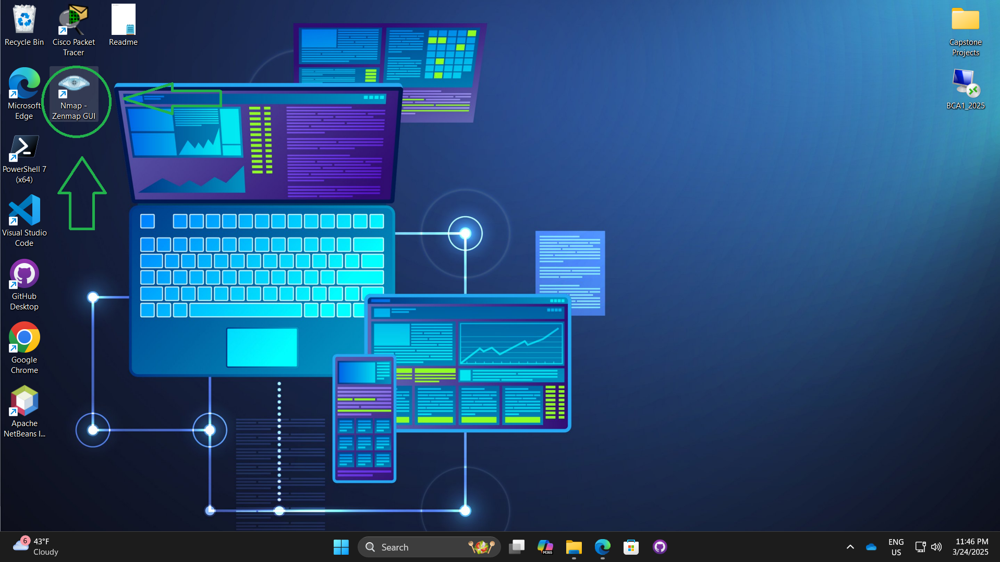 Recycle Bin
Cisco Packet
Tracer
Readme
Capstone
Projects
Microsoft
Edge
Nmap -
Zenmap GUI
BCA1_2025
PowerShell 7
(x64)
Visual Studio
Code
GitHub
Desktop
Google
Chrome
Apache
NetBeans I...
6
43°F
Cloudy
Search
M365
ENG
US
11:46 PM
3/24/2025